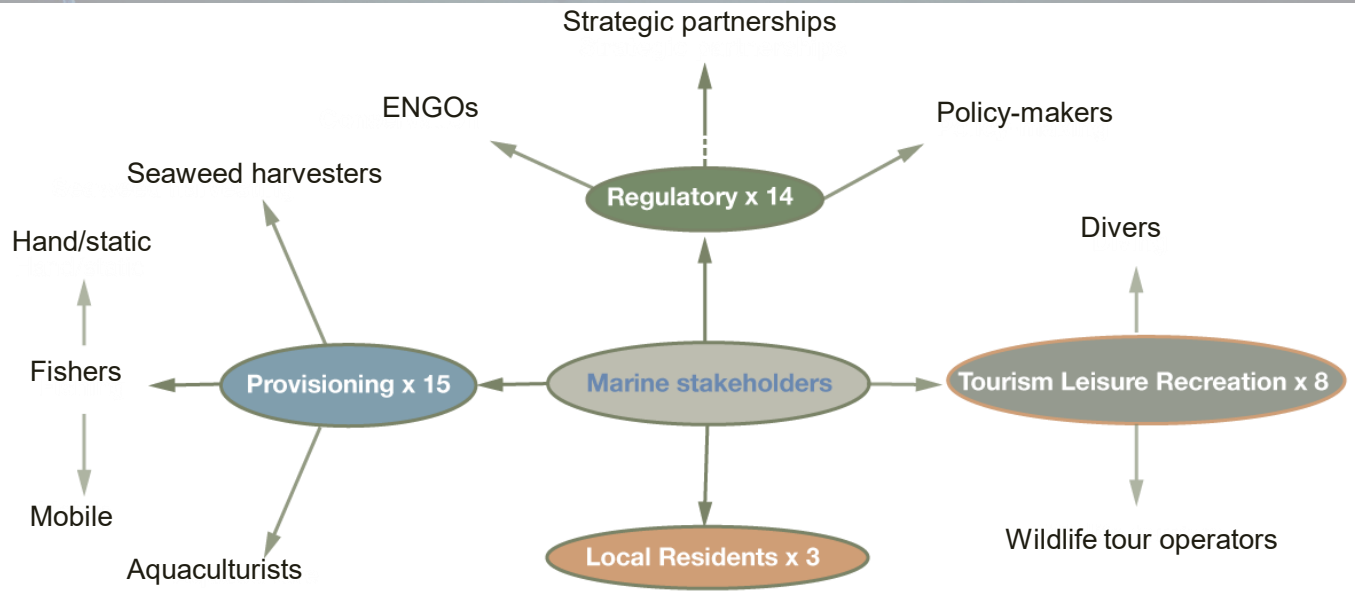 Strategic partnerships
ENGOs
Policy-makers
Seaweed harvesters
Regulatory x 14
Hand/static
Divers
Fishers
Provisioning x 15
Marine stakeholders
Tourism Leisure Recreation x 8
Mobile
Wildlife tour operators
Local Residents x 3
Aquaculturists